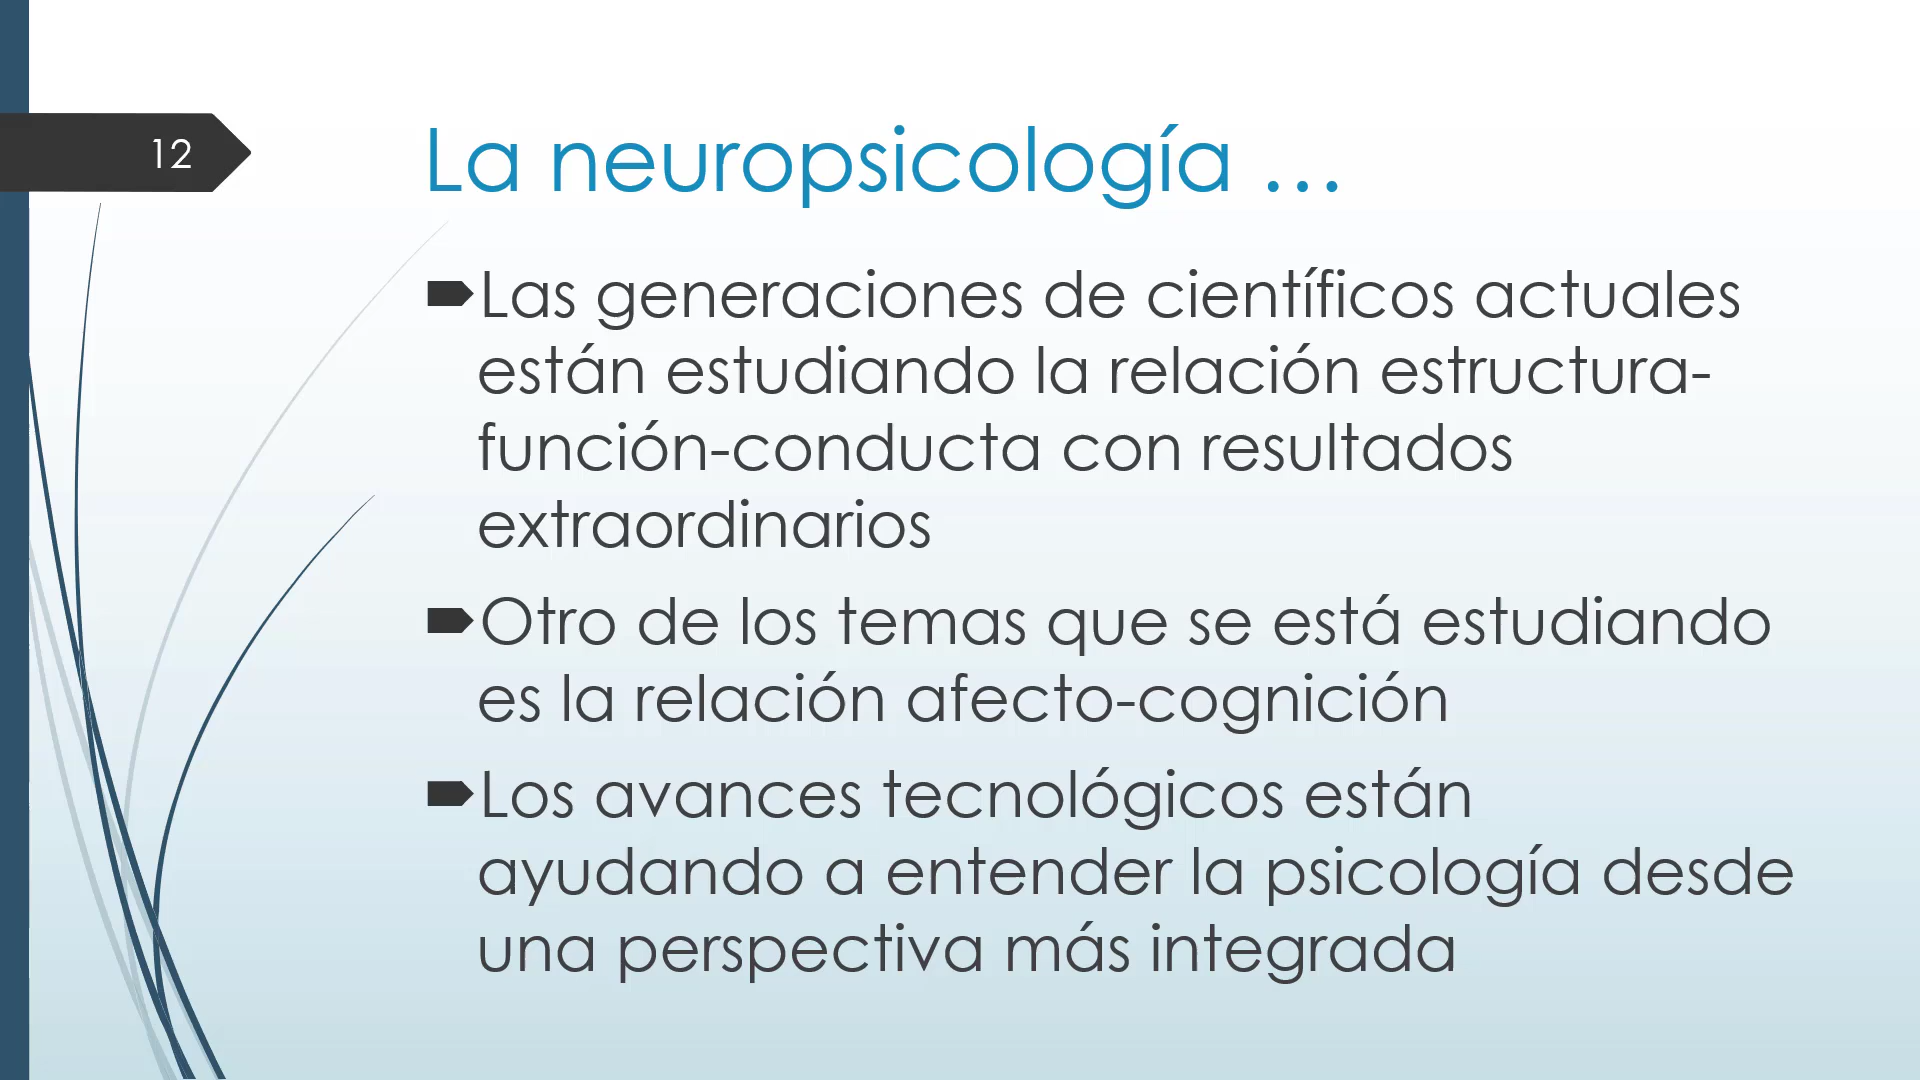 12
La neuropsicología ...
Las generaciones de científicos actuales
están estudiando la relación estructura-
función-conducta con resultados
extraordinarios
Otro de los temas que se está estudiando
es la relación afecto-cognición
Los avances tecnológicos están
ayudando a entender la psicología desde
una perspectiva más integrada